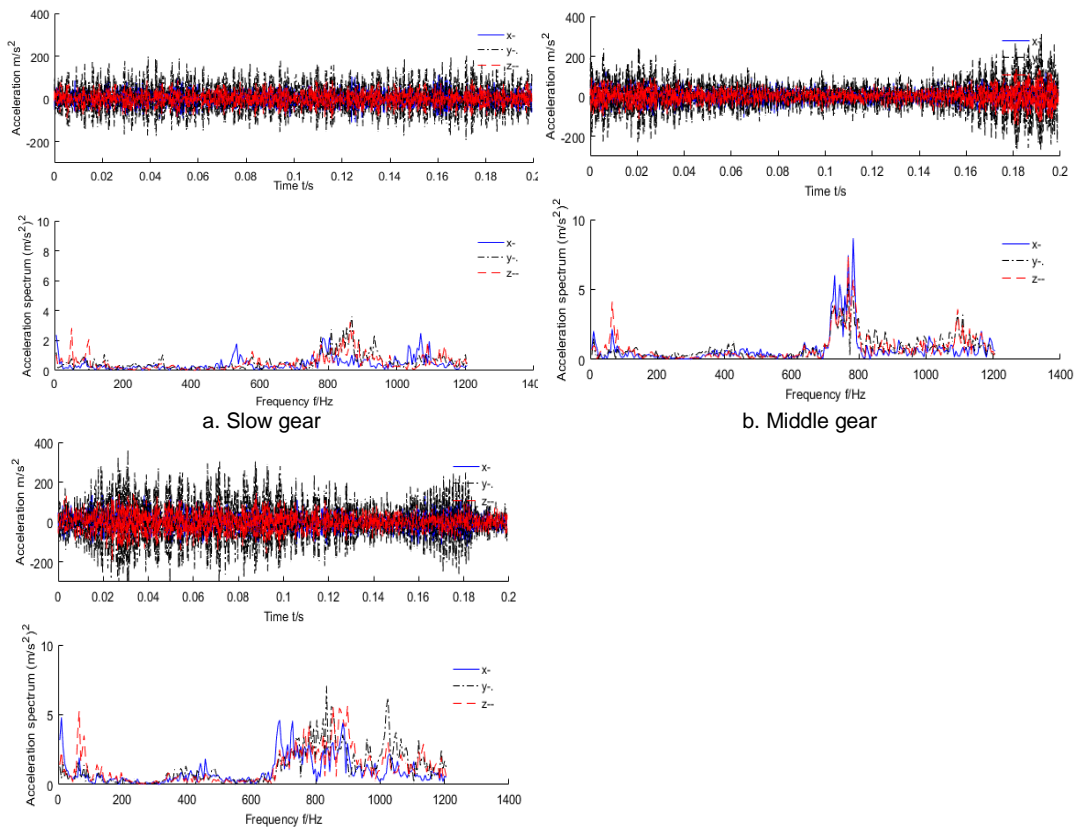 400
200
0
-200
Acceleration m/s²
x-
y-.
z--
0 0.02 0.04 0.06 0.08 0.1 0.12 0.14 0.16 0.18 0.2
Time t/s
10
8
6
4
2
0
Acceleration spectrum (m/s²)²
x-
y-.
z--
0 200 400 600 800 1000 1200 1400
Frequency f/Hz
a. Slow gear
400
200
0
-200
Acceleration m/s²
x-
y-.
0 0.02 0.04 0.06 0.08 0.1 0.12 0.14 0.16 0.18 0.2
Time t/s
10
5
0
Acceleration spectrum (m/s²)²
x-
y-.
z--
0 200 400 600 800 1000 1200 1400
Frequency f/Hz
b. Middle gear
400
200
0
-200
Acceleration m/s²
x-
y-.
z--
0 0.02 0.04 0.06 0.08 0.1 0.12 0.14 0.16 0.18 0.2
Time t/s
10
5
0
Acceleration spectrum (m/s²)²
x-
y-.
z--
0 200 400 600 800 1000 1200 1400
Frequency f/Hz